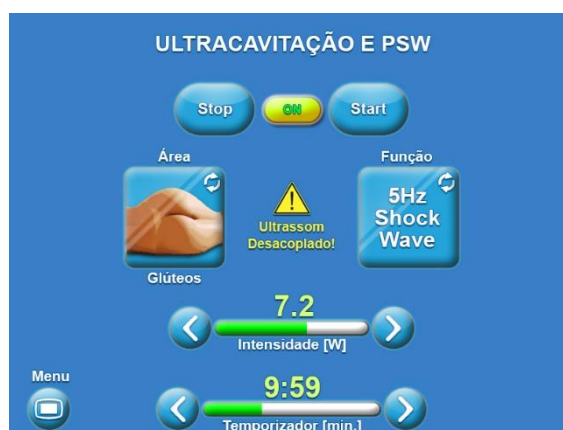 ULTRACAVITAÇÃO E PSW
Stop
ON
Start
Área
Função
5Hz
Shock
Wave
Ultrassom
Desacoplado!
Glúteos
7.2
Intensidade [W]
Menu
9:59
Temporizador [min.]